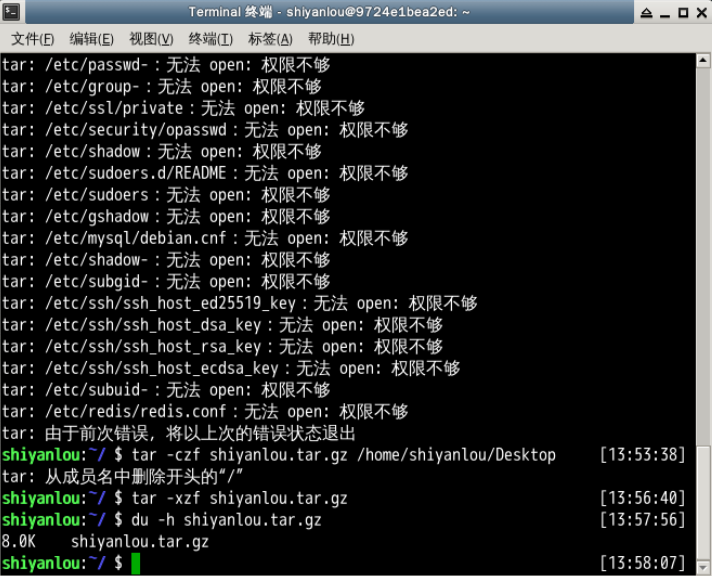 Terminal 终端 - shiyanlou@9724e1bea2ed: ~
文件(F) 编辑(E) 视图(V) 终端(T) 标签(A) 帮助(H)
tar: /etc/passwd-：无法 open: 权限不够
tar: /etc/group-：无法 open: 权限不够
tar: /etc/ssl/private：无法 open: 权限不够
tar: /etc/security/opasswd：无法 open: 权限不够
tar: /etc/shadow：无法 open: 权限不够
tar: /etc/sudoers.d/README：无法 open: 权限不够
tar: /etc/sudoers：无法 open: 权限不够
tar: /etc/gshadow：无法 open: 权限不够
tar: /etc/mysql/debian.cnf：无法 open: 权限不够
tar: /etc/shadow-：无法 open: 权限不够
tar: /etc/subgid-：无法 open: 权限不够
tar: /etc/ssh/ssh_host_ed25519_key：无法 open: 权限不够
tar: /etc/ssh/ssh_host_dsa_key：无法 open: 权限不够
tar: /etc/ssh/ssh_host_rsa_key：无法 open: 权限不够
tar: /etc/ssh/ssh_host_ecdsa_key：无法 open: 权限不够
tar: /etc/subuid-：无法 open: 权限不够
tar: /etc/redis/redis.conf：无法 open: 权限不够
tar: 由于前次错误, 将以上次的错误状态退出
shiyanlou:~/ $ tar -czf shiyanlou.tar.gz /home/shiyanlou/Desktop [13:53:38]
tar: 从成员名中删除开头的“/”
shiyanlou:~/ $ tar -xzf shiyanlou.tar.gz [13:56:40]
shiyanlou:~/ $ du -h shiyanlou.tar.gz [13:57:56]
8.0K shiyanlou.tar.gz
shiyanlou:~/ $ [13:58:07]